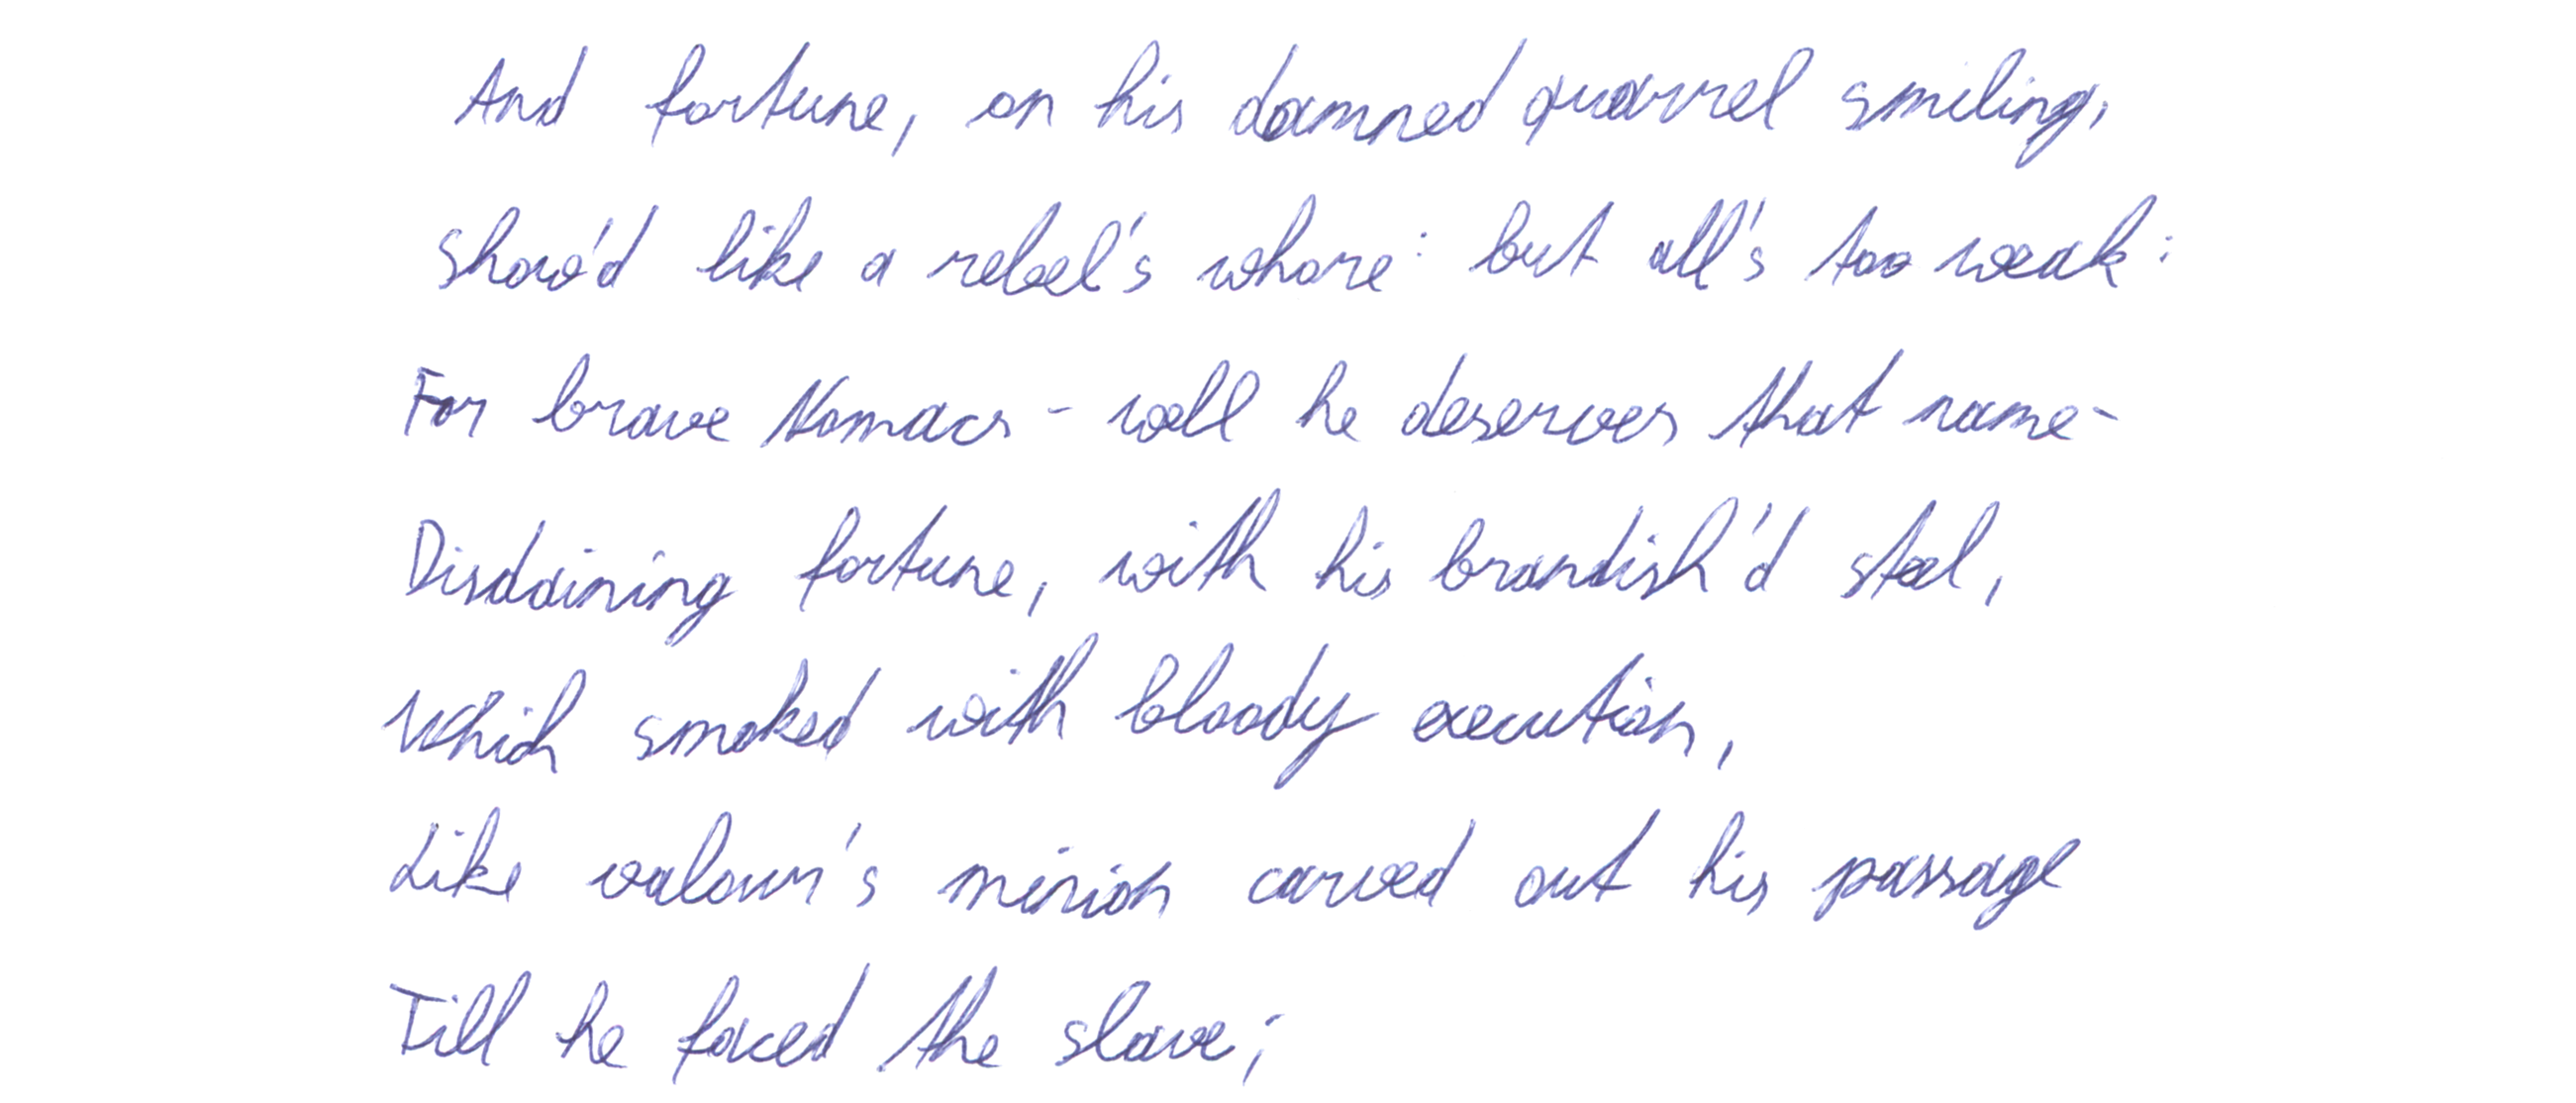 And fortune, on his damned quarrel smiling,
Show'd like a rebel's whore: but all's too weak:
For brave Nomacs - well he deserves that name-
Disdaining fortune, with his brandish'd steel,
Which smoked with bloody execution,
Like valour's minion carved out his passage
Till he faced the slave;